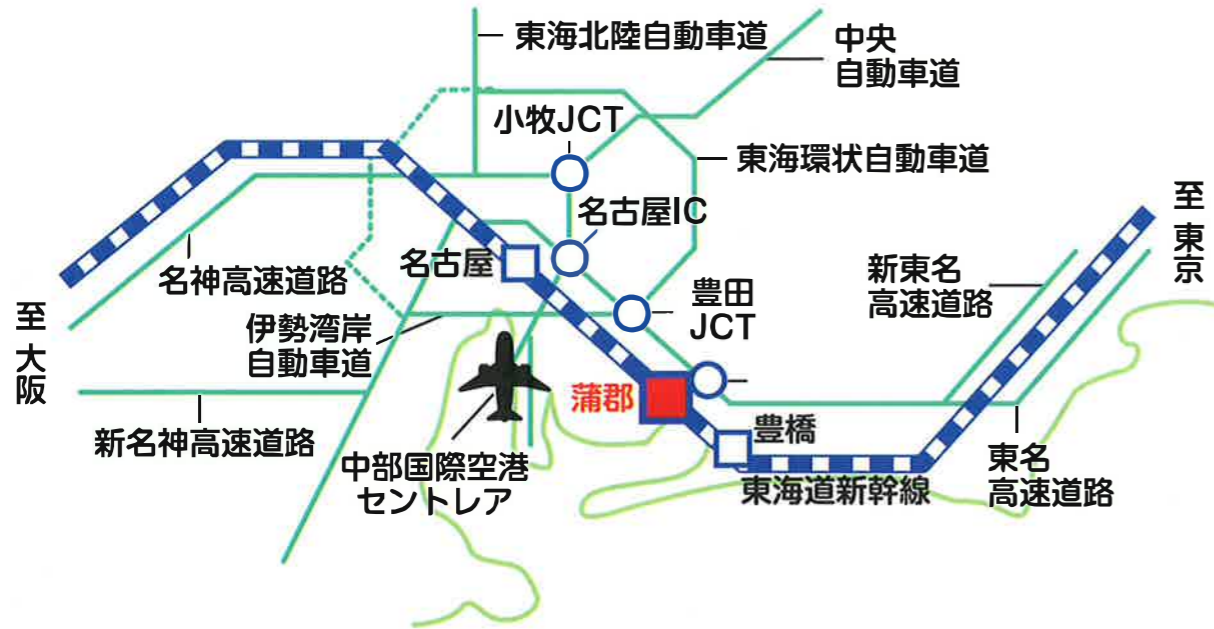 東海北陸自動車道
中央
自動車道
小牧JCT
東海環状自動車道
名古屋IC
至 東京
名古屋
名神高速道路
新東名
高速道路
豊田
JCT
至 大阪
伊勢湾岸
自動車道
蒲郡
新名神高速道路
豊橋
中部国際空港
セントレア
東海道新幹線
東名
高速道路